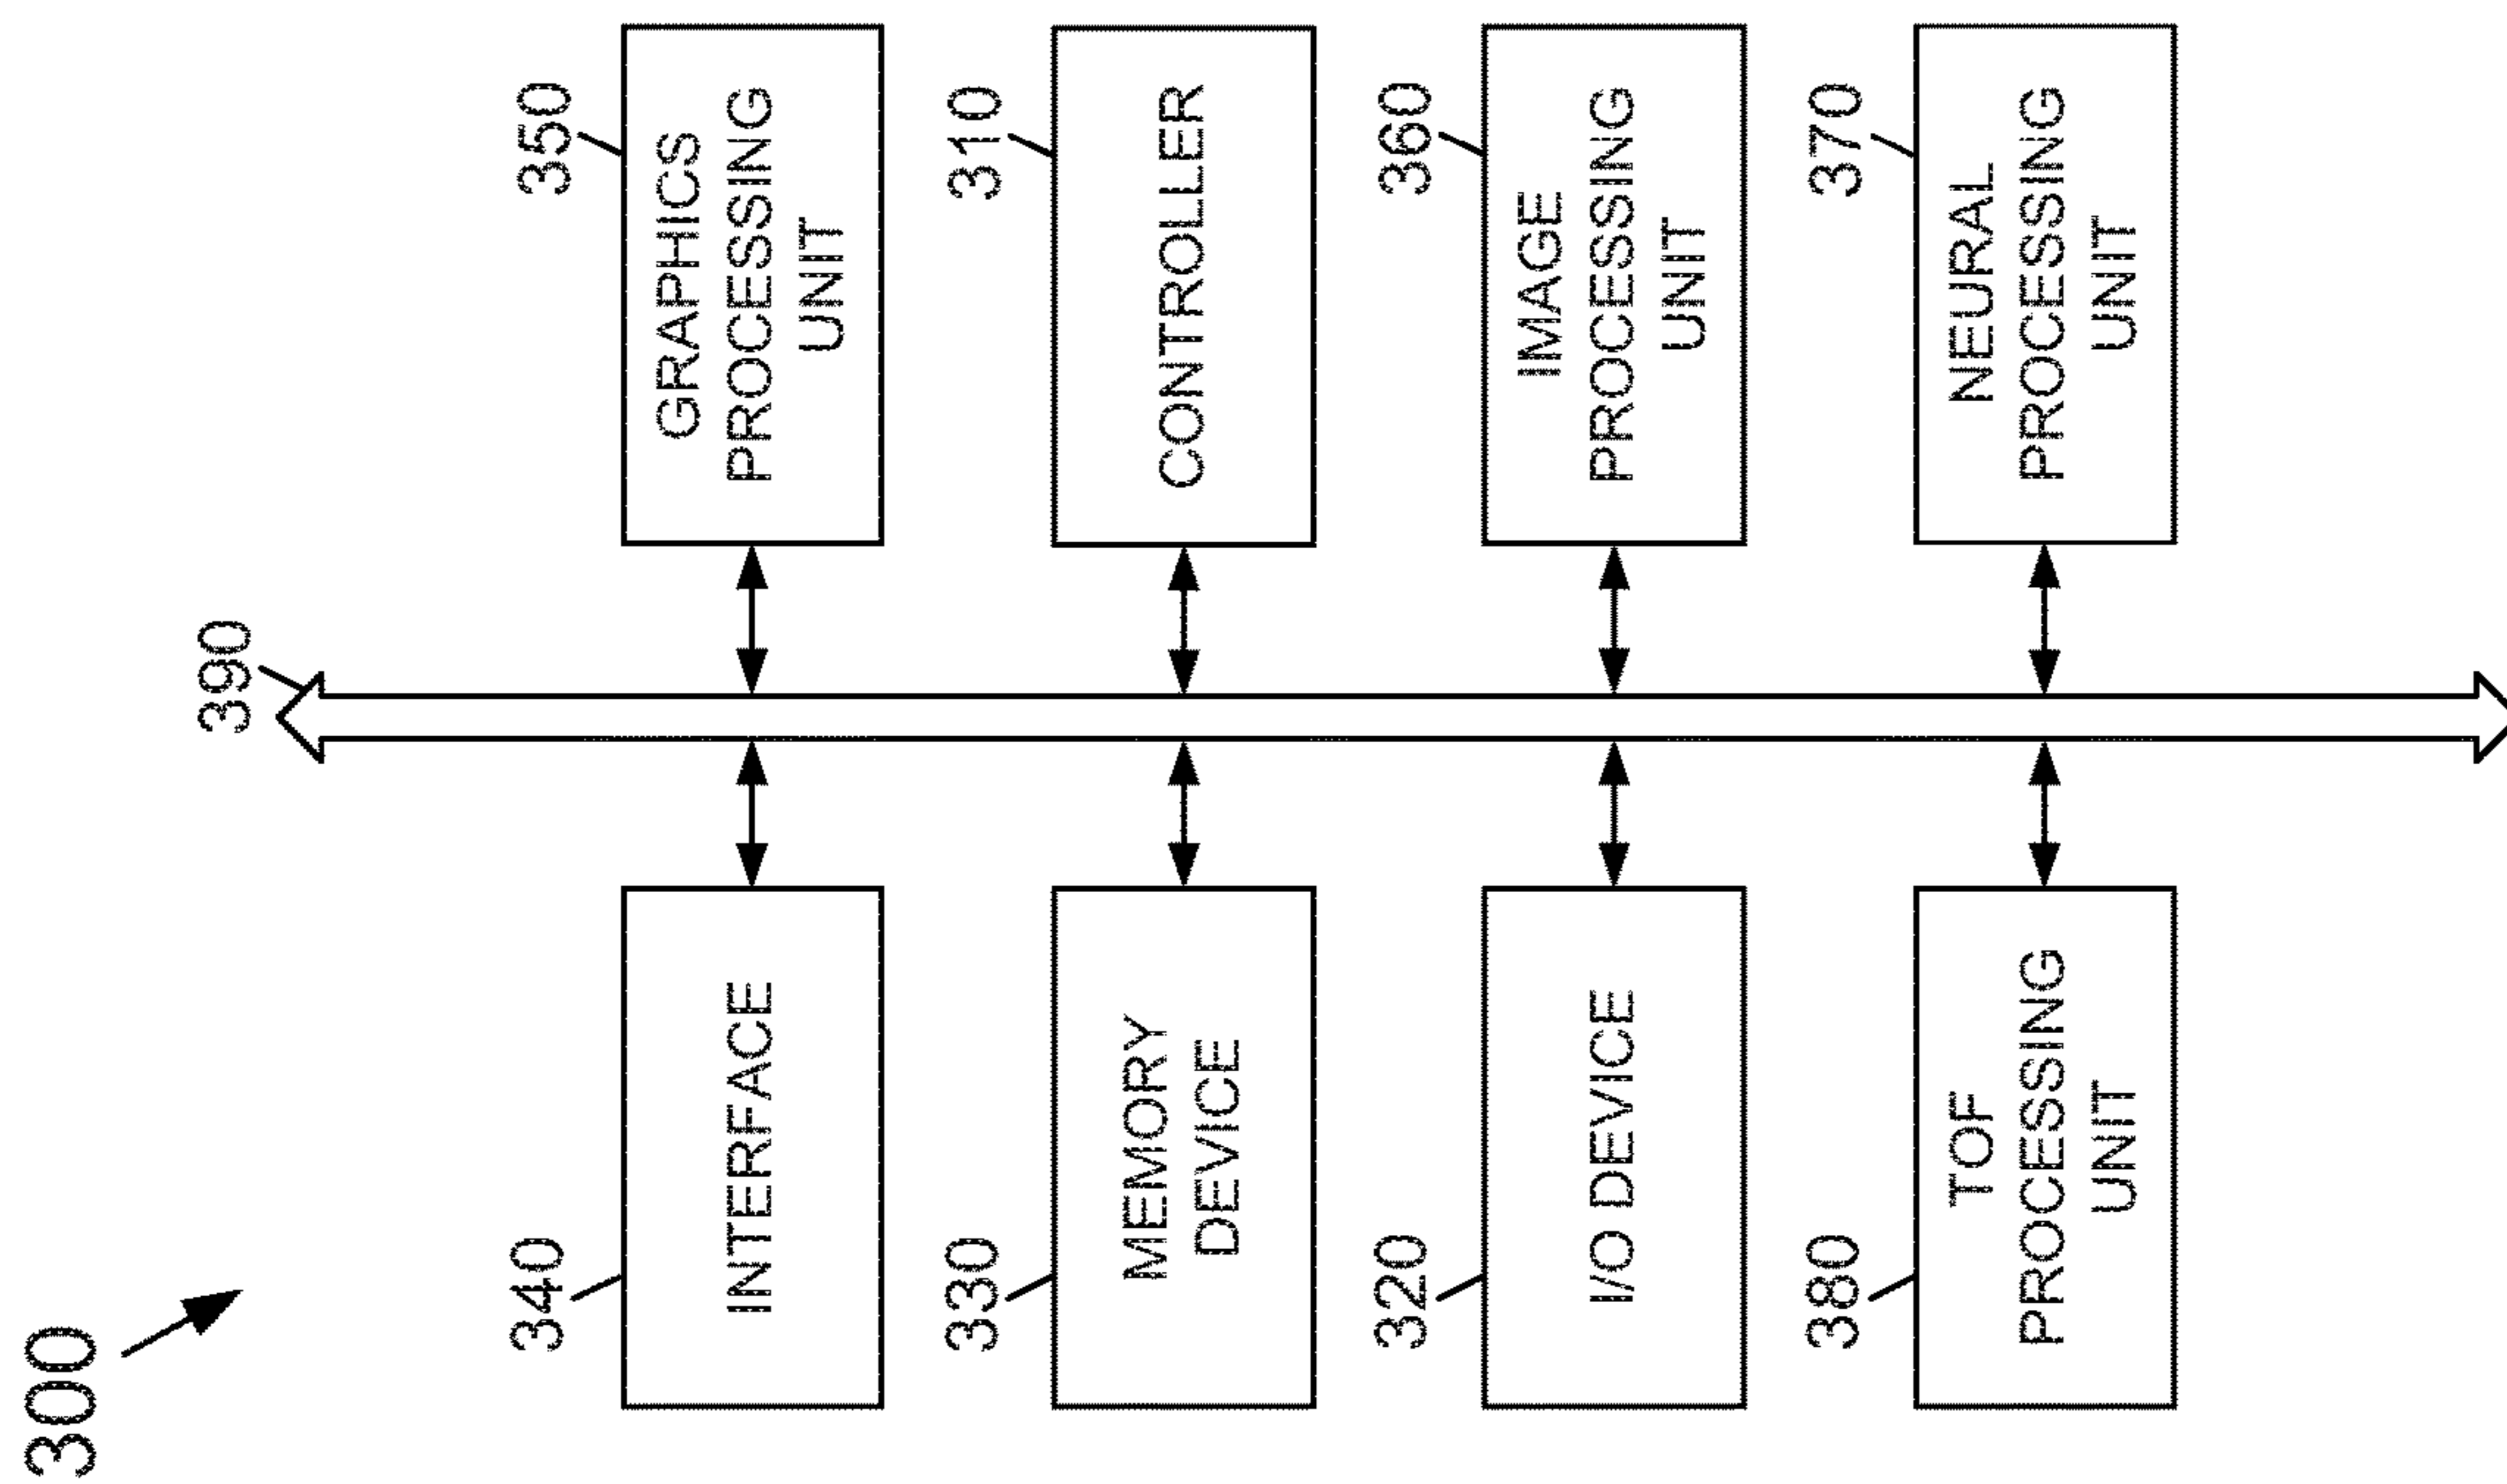 300
390
340
INTERFACE
350
GRAPHICS
PROCESSING
UNIT
330
MEMORY
DEVICE
310
CONTROLLER
320
I/O DEVICE
360
IMAGE
PROCESSING
UNIT
380
TOF
PROCESSING
UNIT
370
NEURAL
PROCESSING
UNIT